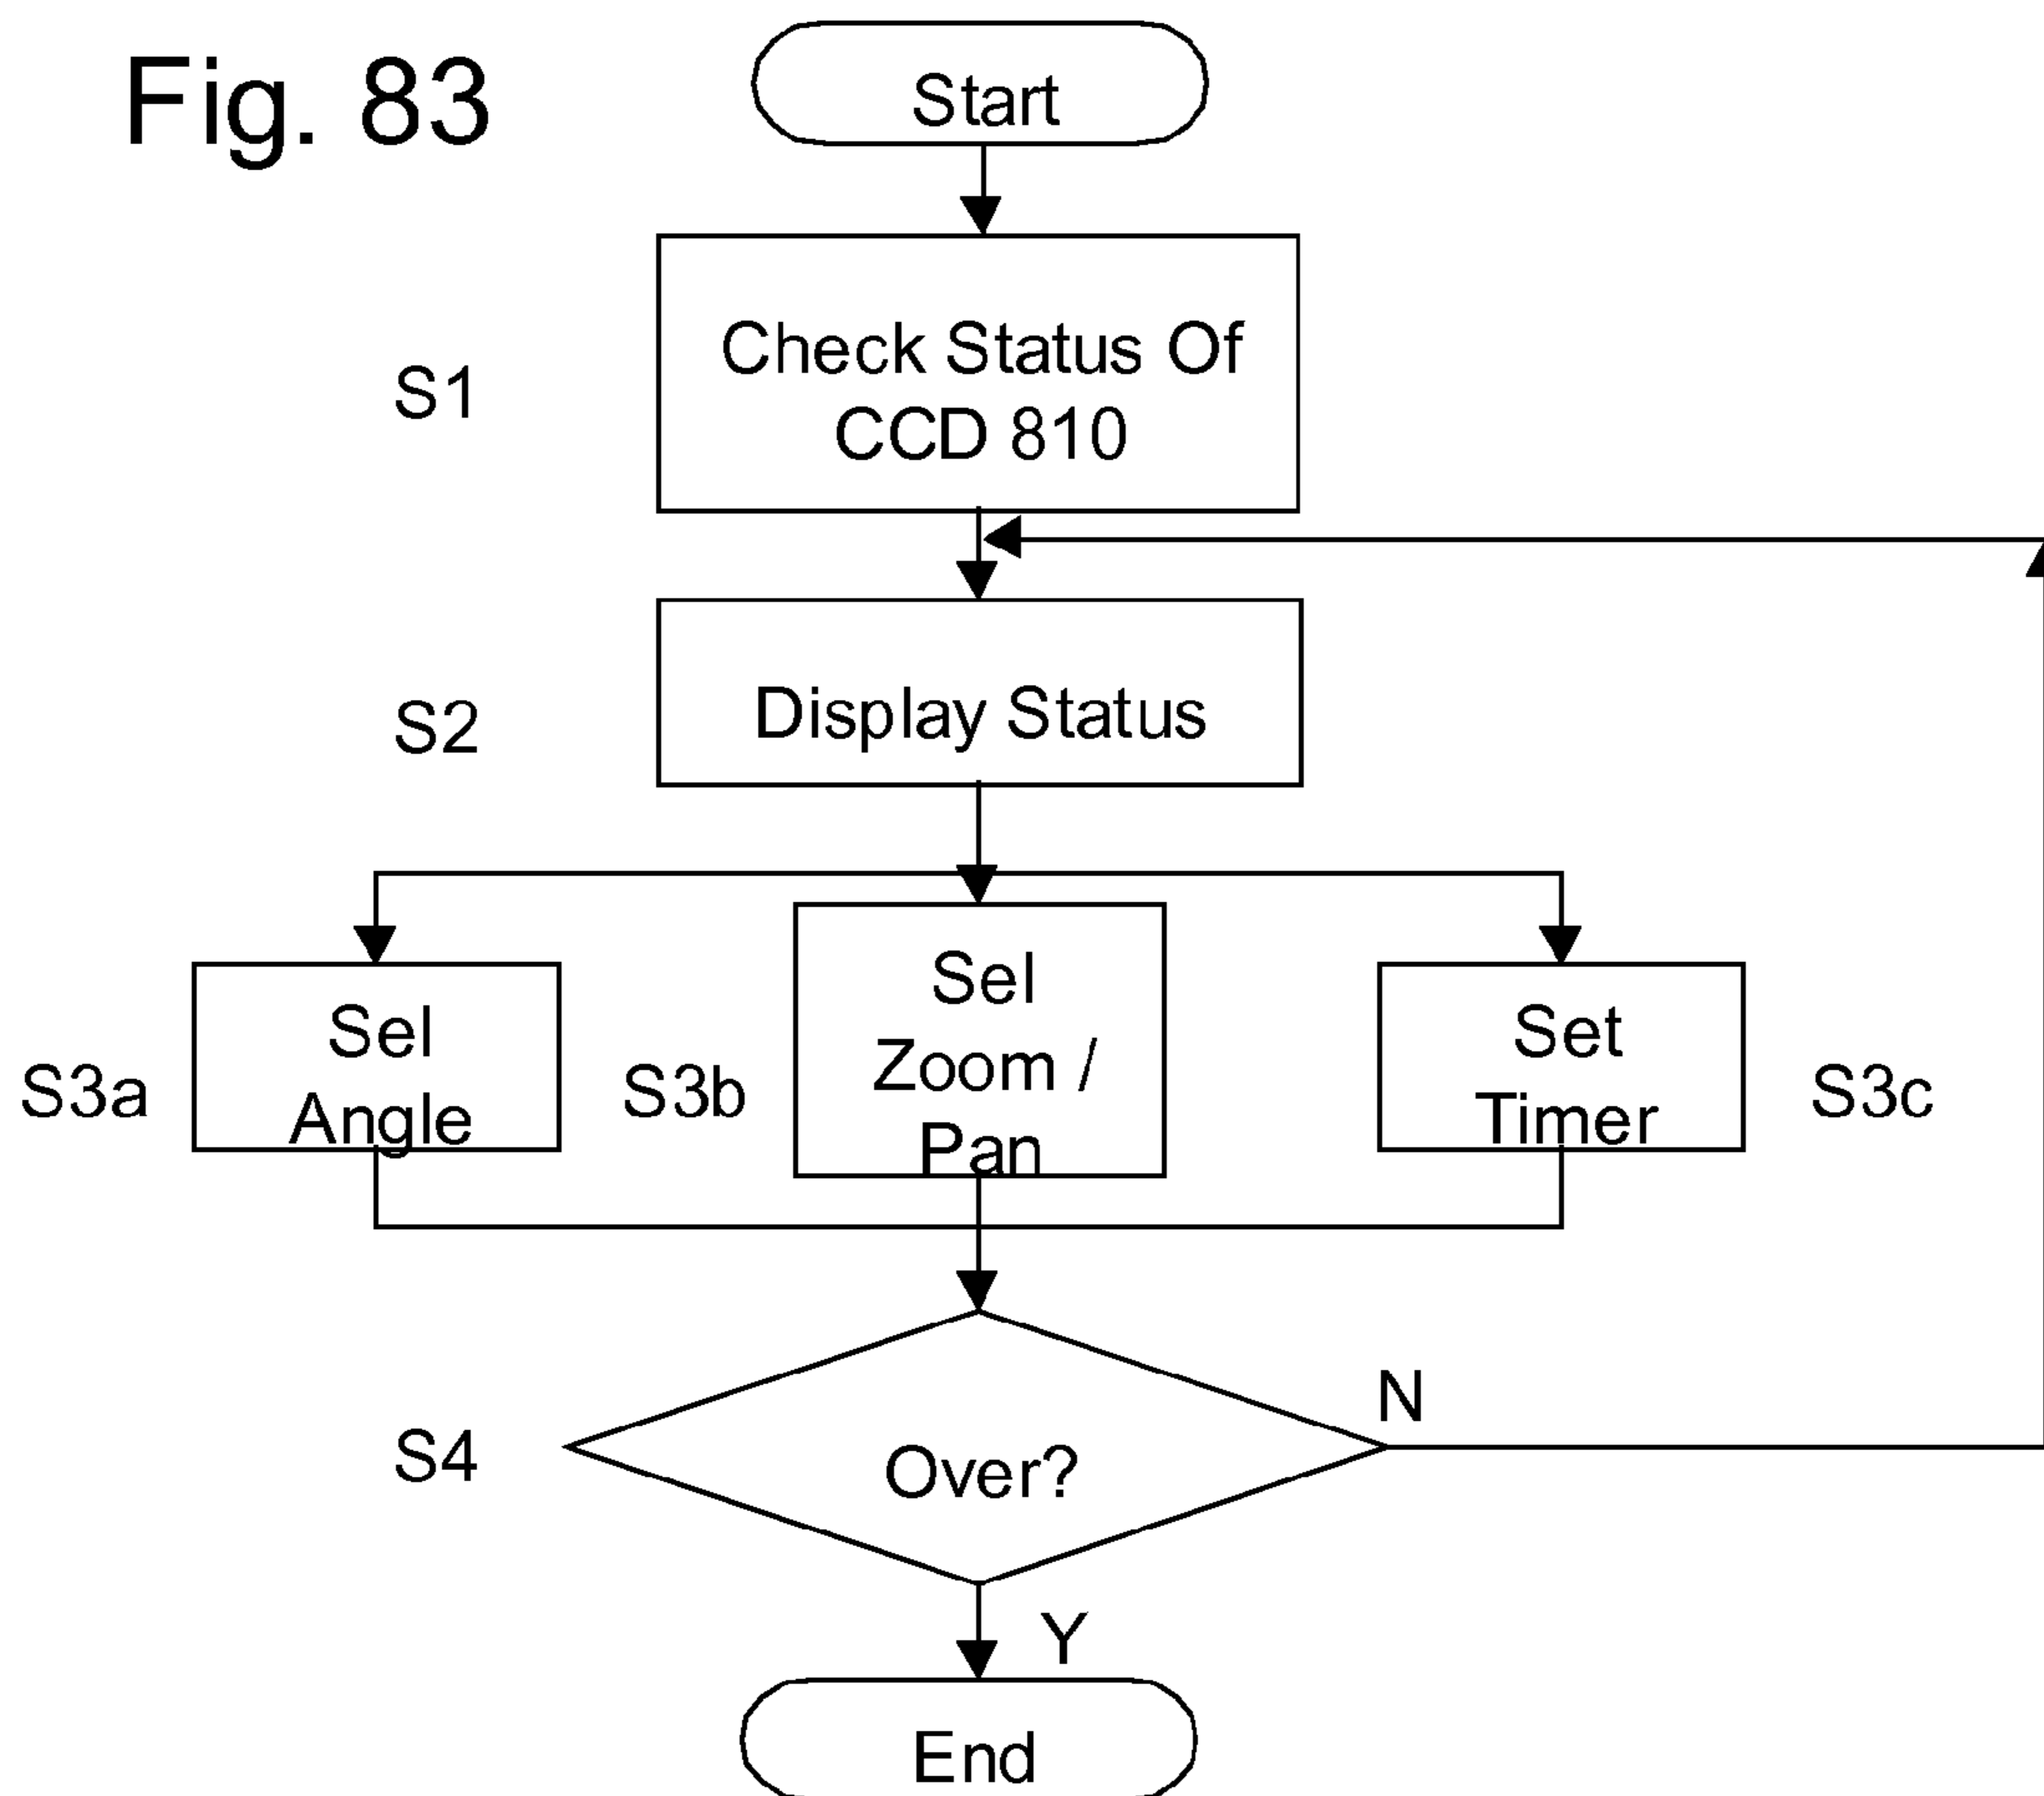 Fig. 83
Start
S1
Check Status Of
CCD 810
S2
Display Status
S3a
Sel
Angle
S3b
Sel
Zoom /
Pan
Set
Timer
S3c
S4
Over?
N
Y
End